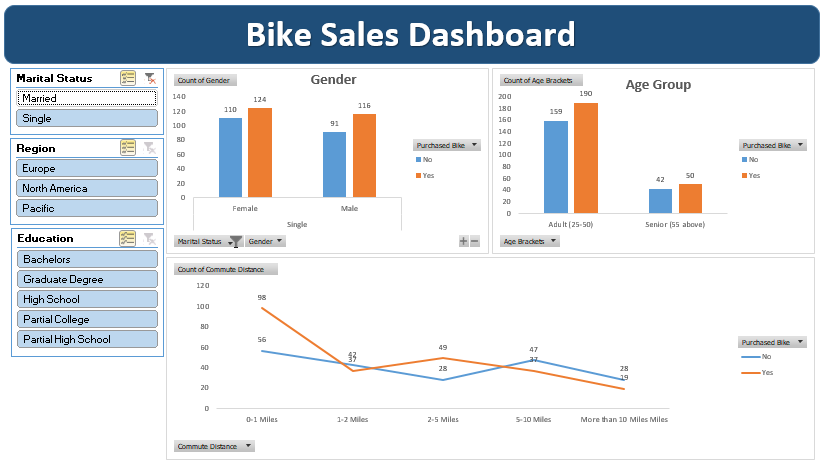 Bike Sales Dashboard
Marital Status
Married
Single
Region
Europe
North America
Pacific
Education
Bachelors
Graduate Degree
High School
Partial College
Partial High School
Count of Gender
Gender
140
120
100
80
60
40
20
0
110
124
91
116
Female
Male
Single
Purchased Bike
No
Yes
Marital Status
Gender
Count of Age Brackets
Age Group
200
180
160
140
120
100
80
60
40
20
0
159
190
42
50
Adult (25-50)
Senior (55 above)
Purchased Bike
No
Yes
Age Brackets
Count of Commute Distance
120
100
80
60
40
20
0
98
56
42
37
49
28
47
37
28
19
0-1 Miles
1-2 Miles
2-5 Miles
5-10 Miles
More than 10 Miles Miles
Purchased Bike
No
Yes
Commute Distance